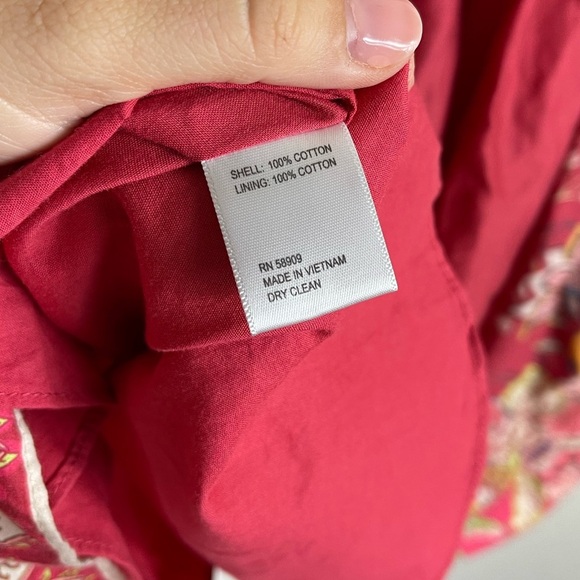 SHELL: 100% COTTON
LINING: 100% COTTON
RN 58909
MADE IN VIETNAM
DRY CLEAN